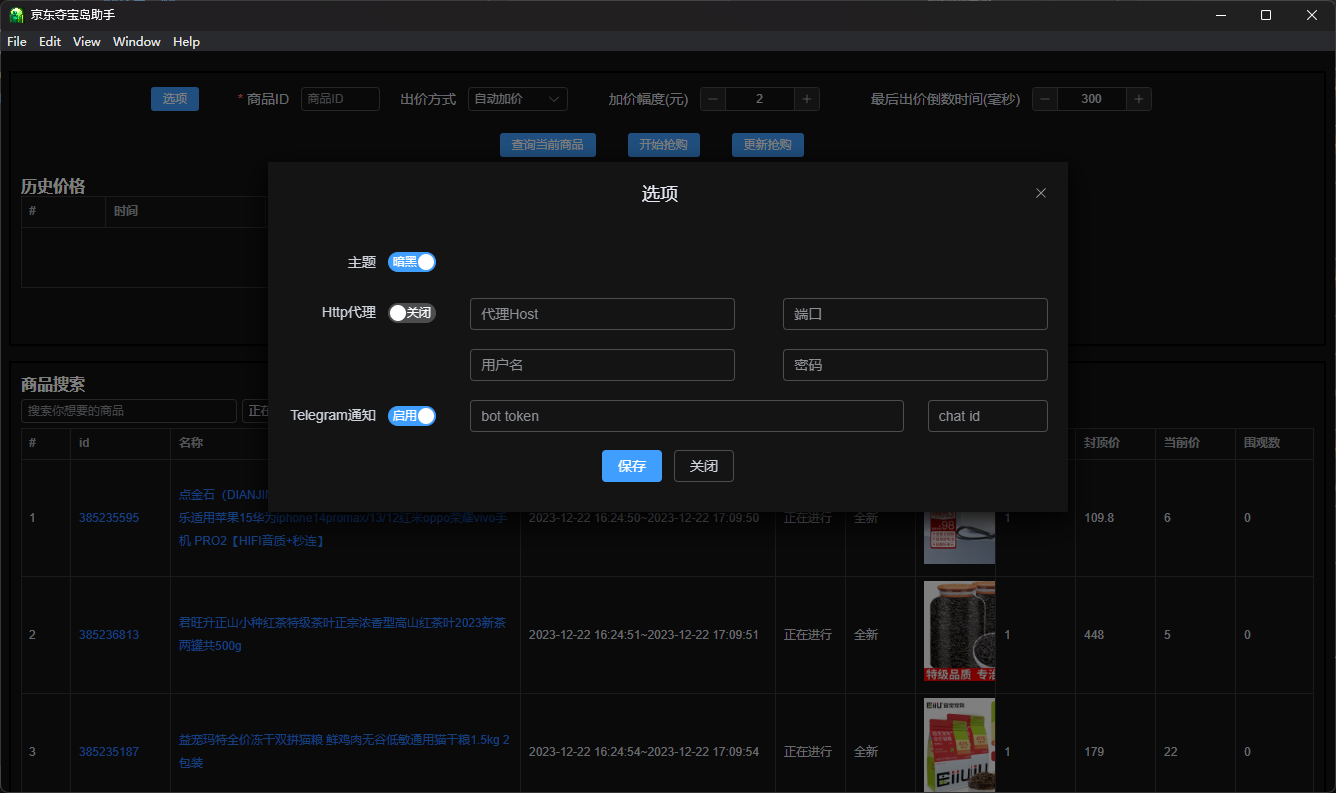 京东夺宝岛助手
File Edit View Window Help
选项 * 商品ID 商品ID 出价方式 自动加价 加价幅度(元) 2 最后出价倒数时间(毫秒) 300
查询当前商品 开始抢购 更新抢购
历史价格
# 时间
选项
主题 暗黑
Http代理 关闭 代理Host 端口
用户名 密码
Telegram通知 启用 bot token chat id
保存 关闭
商品搜索
搜索你想要的商品 正在
# id 名称 封顶价 当前价 围观数
点金石（DIANJIN
1 385235595 乐适用苹果15华为iphone14promax/13/12红米oppo荣耀vivo手 2023-12-22 16:24:50~2023-12-22 17:09:50 正在进行 全新 1 109.8 6 0
机 PRO2【HIFI音质+秒连】
君旺升正山小种红茶特级茶叶正宗浓香型高山红茶叶2023新茶
2 385236813 2023-12-22 16:24:51~2023-12-22 17:09:51 正在进行 全新 1 448 5 0
两罐共500g
特级品质 专注
EiiUU
益宠玛特全价冻干双拼猫粮 鲜鸡肉无谷低敏通用猫干粮1.5kg 2
3 385235187 2023-12-22 16:24:54~2023-12-22 17:09:54 正在进行 全新 1 179 22 0
包装
EiiUU